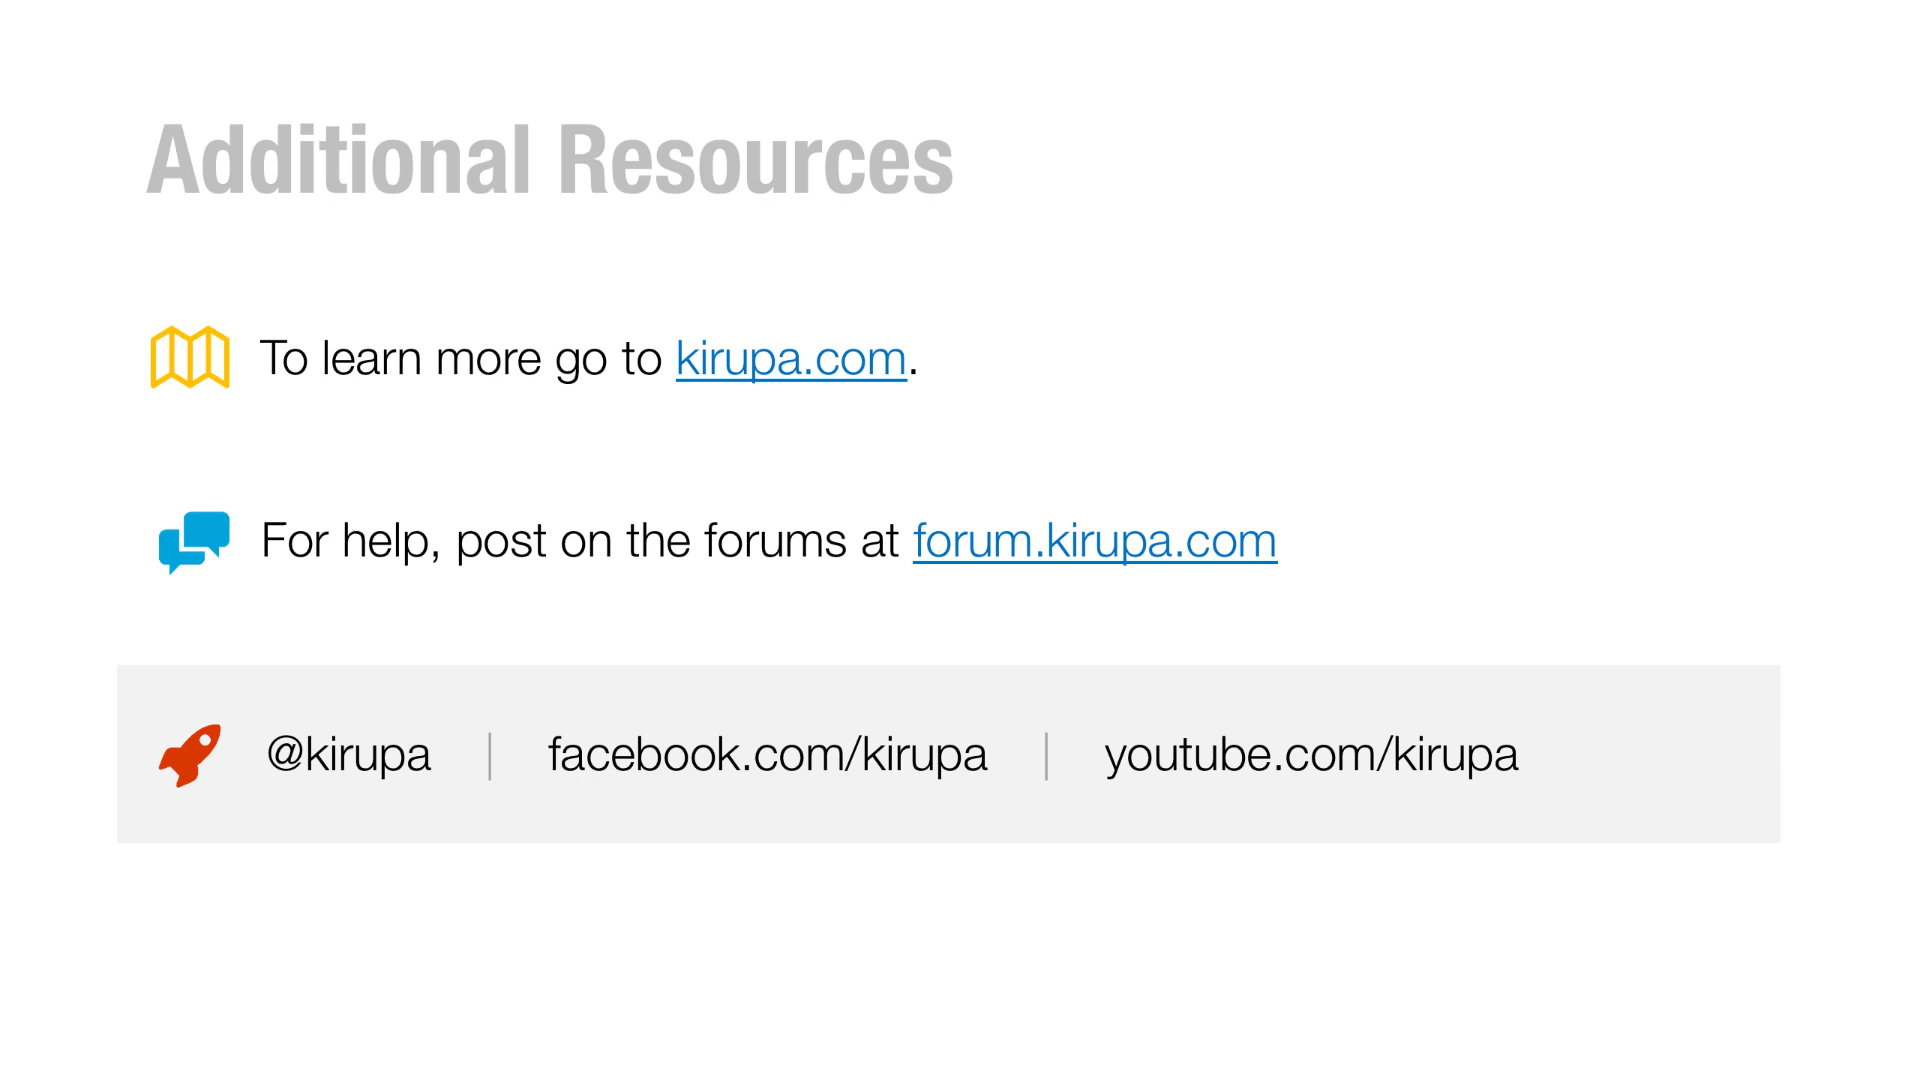 Additional Resources
To learn more go to kirupa.com.
For help, post on the forums at forum.kirupa.com
@kirupa | facebook.com/kirupa | youtube.com/kirupa